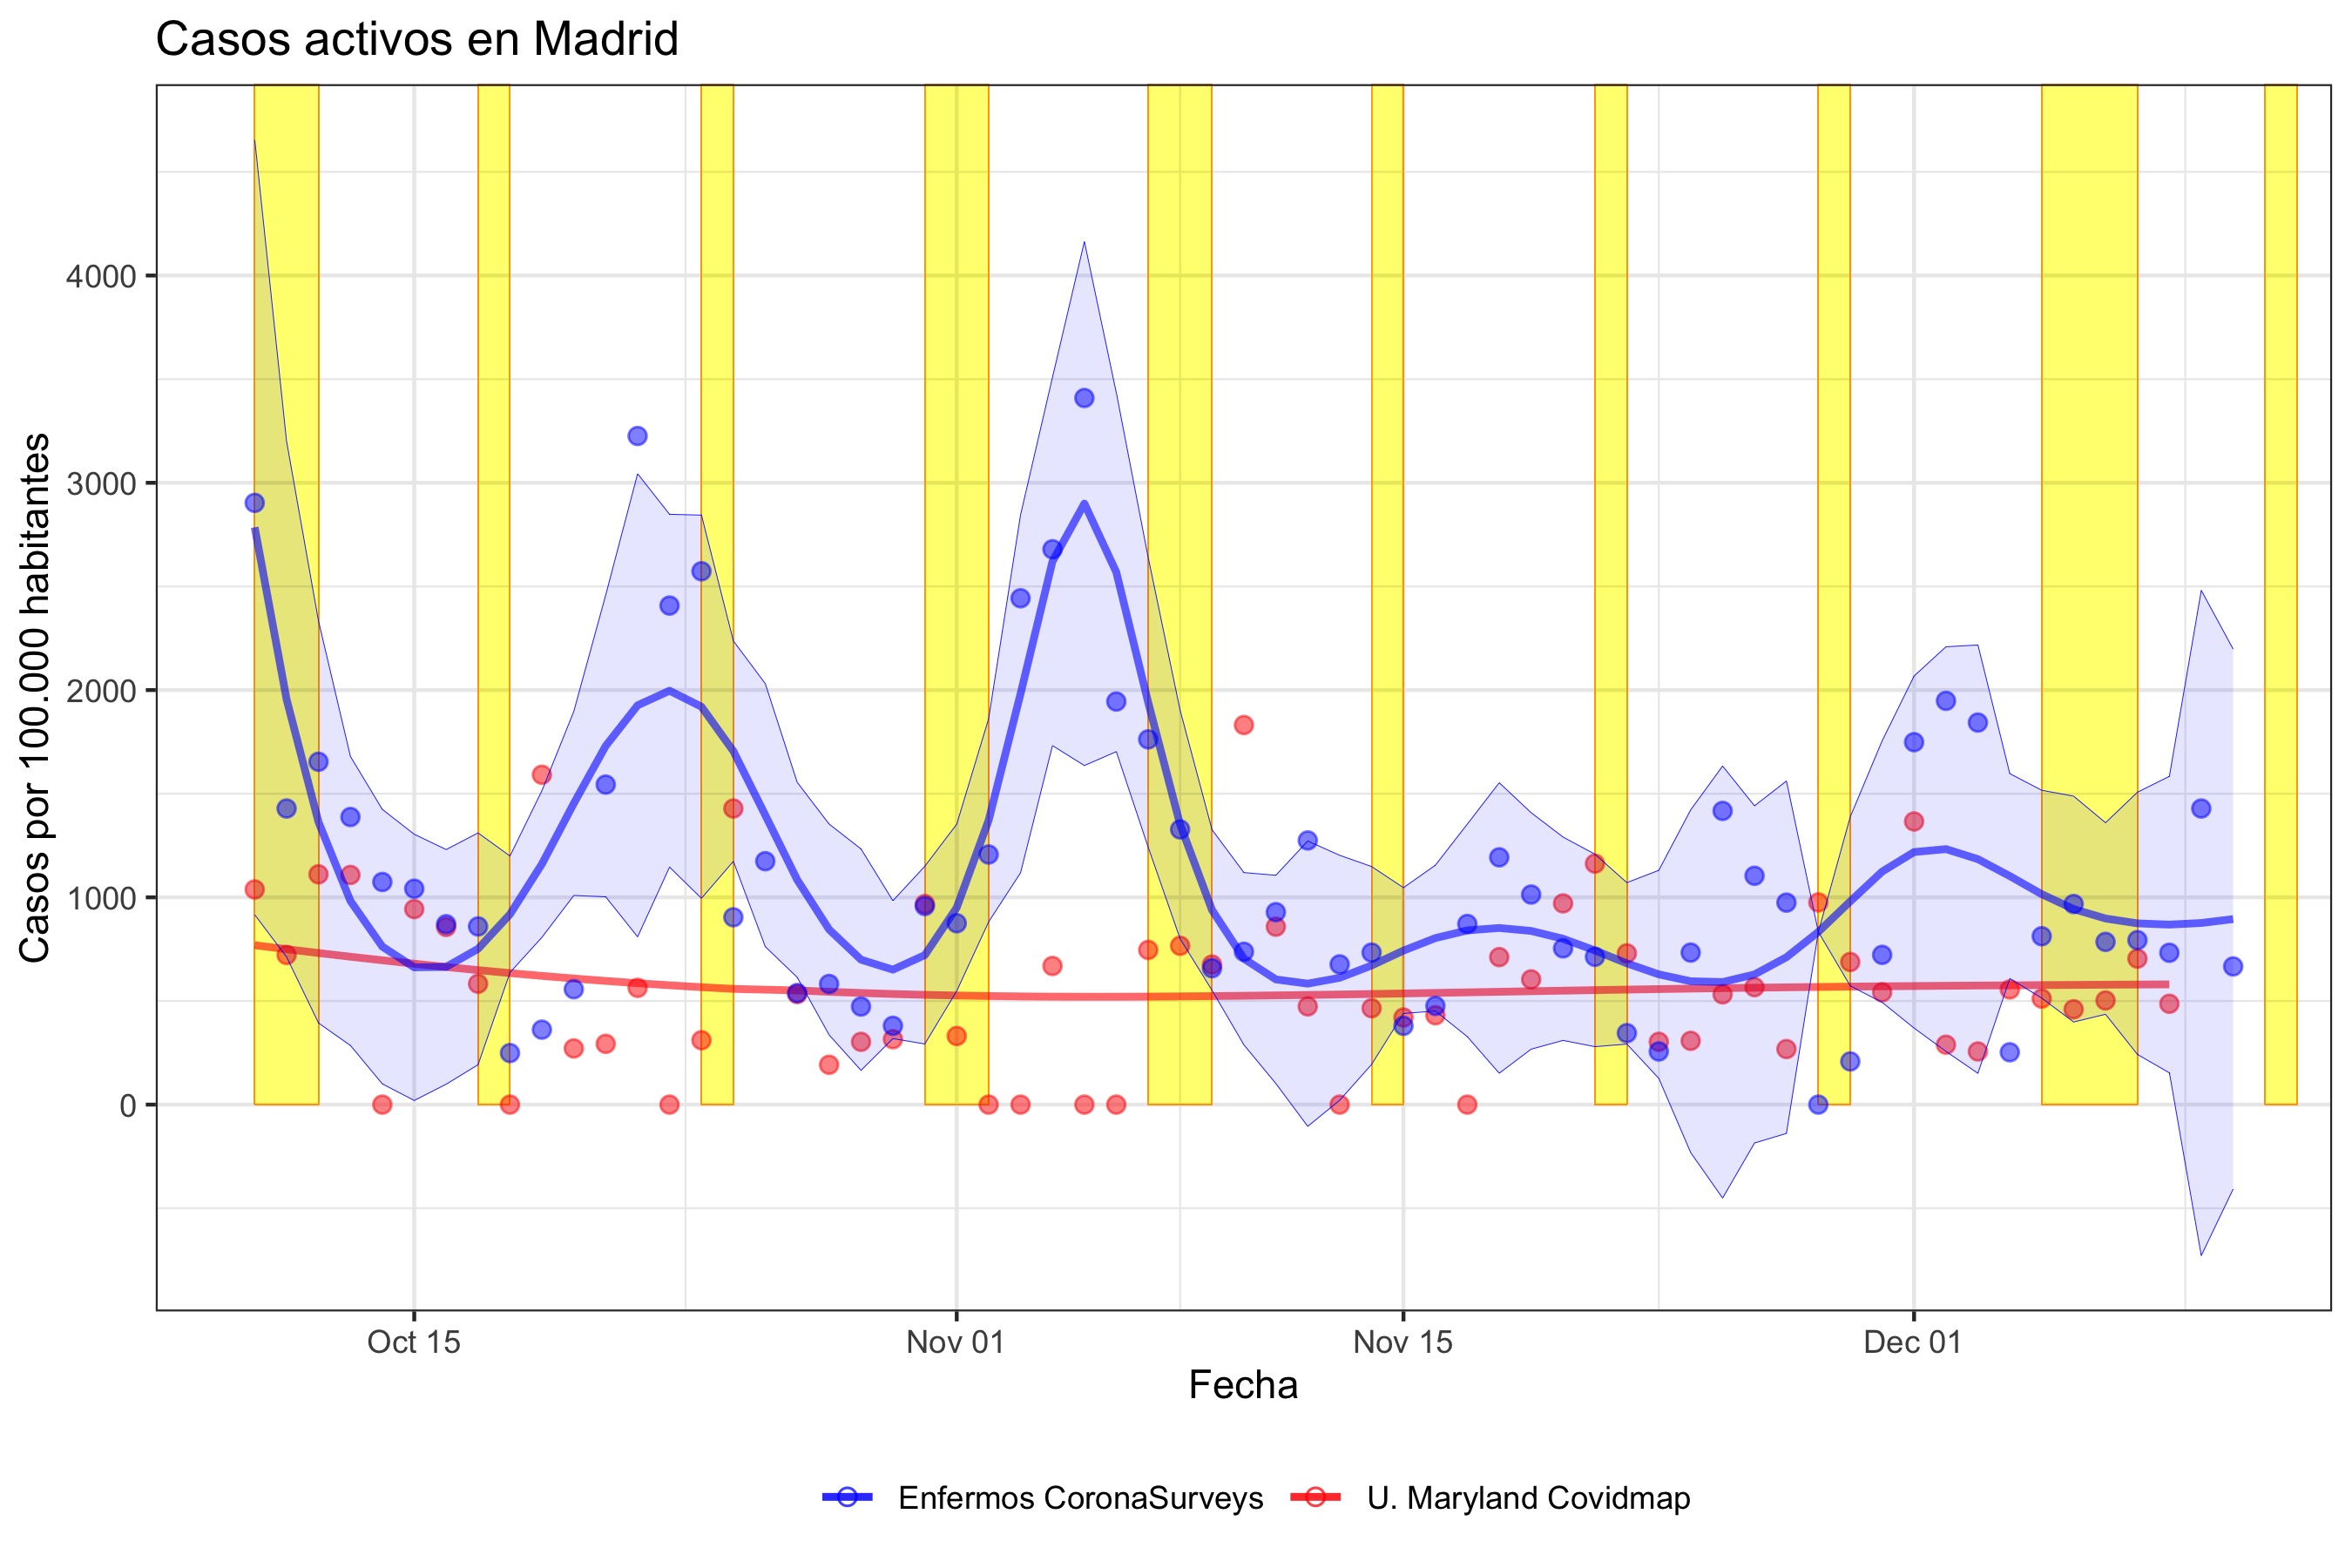 Casos activos en Madrid
Casos por 100.000 habitantes
4000
3000
2000
1000
0
Oct 15
Nov 01
Nov 15
Dec 01
Fecha
Enfermos CoronaSurveys
U. Maryland Covidmap